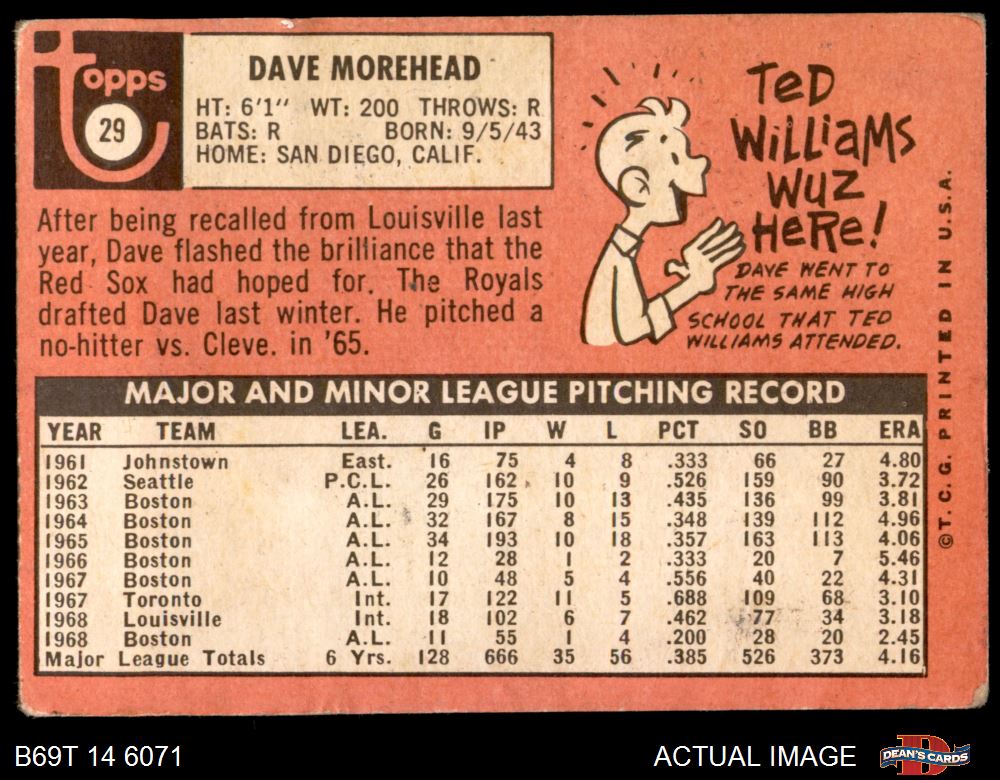 topps
29
DAVE MOREHEAD
HT: 6'1" WT: 200 THROWS: R
BATS: R BORN: 9/5/43
HOME: SAN DIEGO, CALIF.
After being recalled from Louisville last
year, Dave flashed the brilliance that the
Red Sox had hoped for. The Royals
drafted Dave last winter. He pitched a
no-hitter vs. Cleve. in '65.
TeD
WiLLiaMS
WUZ
HeRe!
DAVE WENT TO
THE SAME HIGH
SCHOOL THAT TED
WILLIAMS ATTENDED.
©T. C. G. PRINTED IN U.S.A.
MAJOR AND MINOR LEAGUE PITCHING RECORD
YEAR TEAM LEA. G IP W L PCT SO BB ERA
1961 Johnstown East. 16 75 4 8 .333 66 27 4.80
1962 Seattle P.C.L. 26 162 10 9 .526 159 90 3.72
1963 Boston A.L. 29 175 10 13 .435 136 99 3.81
1964 Boston A.L. 32 167 8 15 .348 139 112 4.96
1965 Boston A.L. 34 193 10 18 .357 163 113 4.06
1966 Boston A.L. 12 28 1 2 .333 20 7 5.46
1967 Boston A.L. 10 48 5 4 .556 40 22 4.31
1967 Toronto Int. 17 122 11 5 .688 109 68 3.10
1968 Louisville Int. 18 102 6 7 .462 77 34 3.18
1968 Boston A.L. 11 55 1 4 .200 28 20 2.45
Major League Totals 6 Yrs. 128 666 35 56 .385 526 373 4.16
B69T 14 6071
ACTUAL IMAGE
DEAN'S CARDS